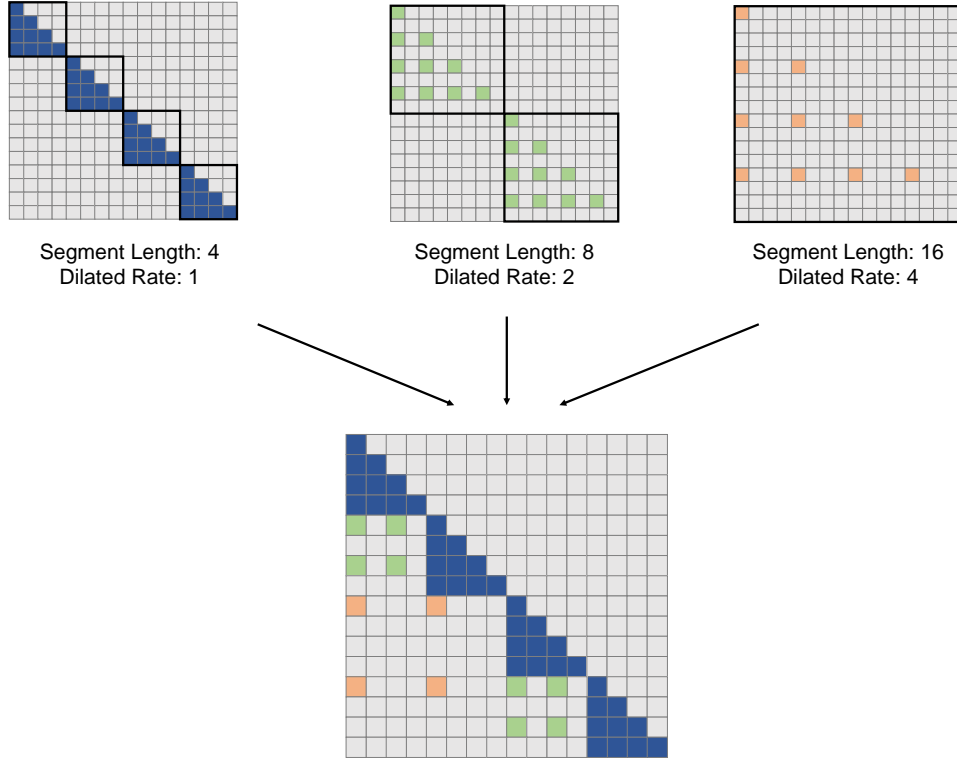 Segment Length: 4
Dilated Rate: 1
Segment Length: 8
Dilated Rate: 2
Segment Length: 16
Dilated Rate: 4